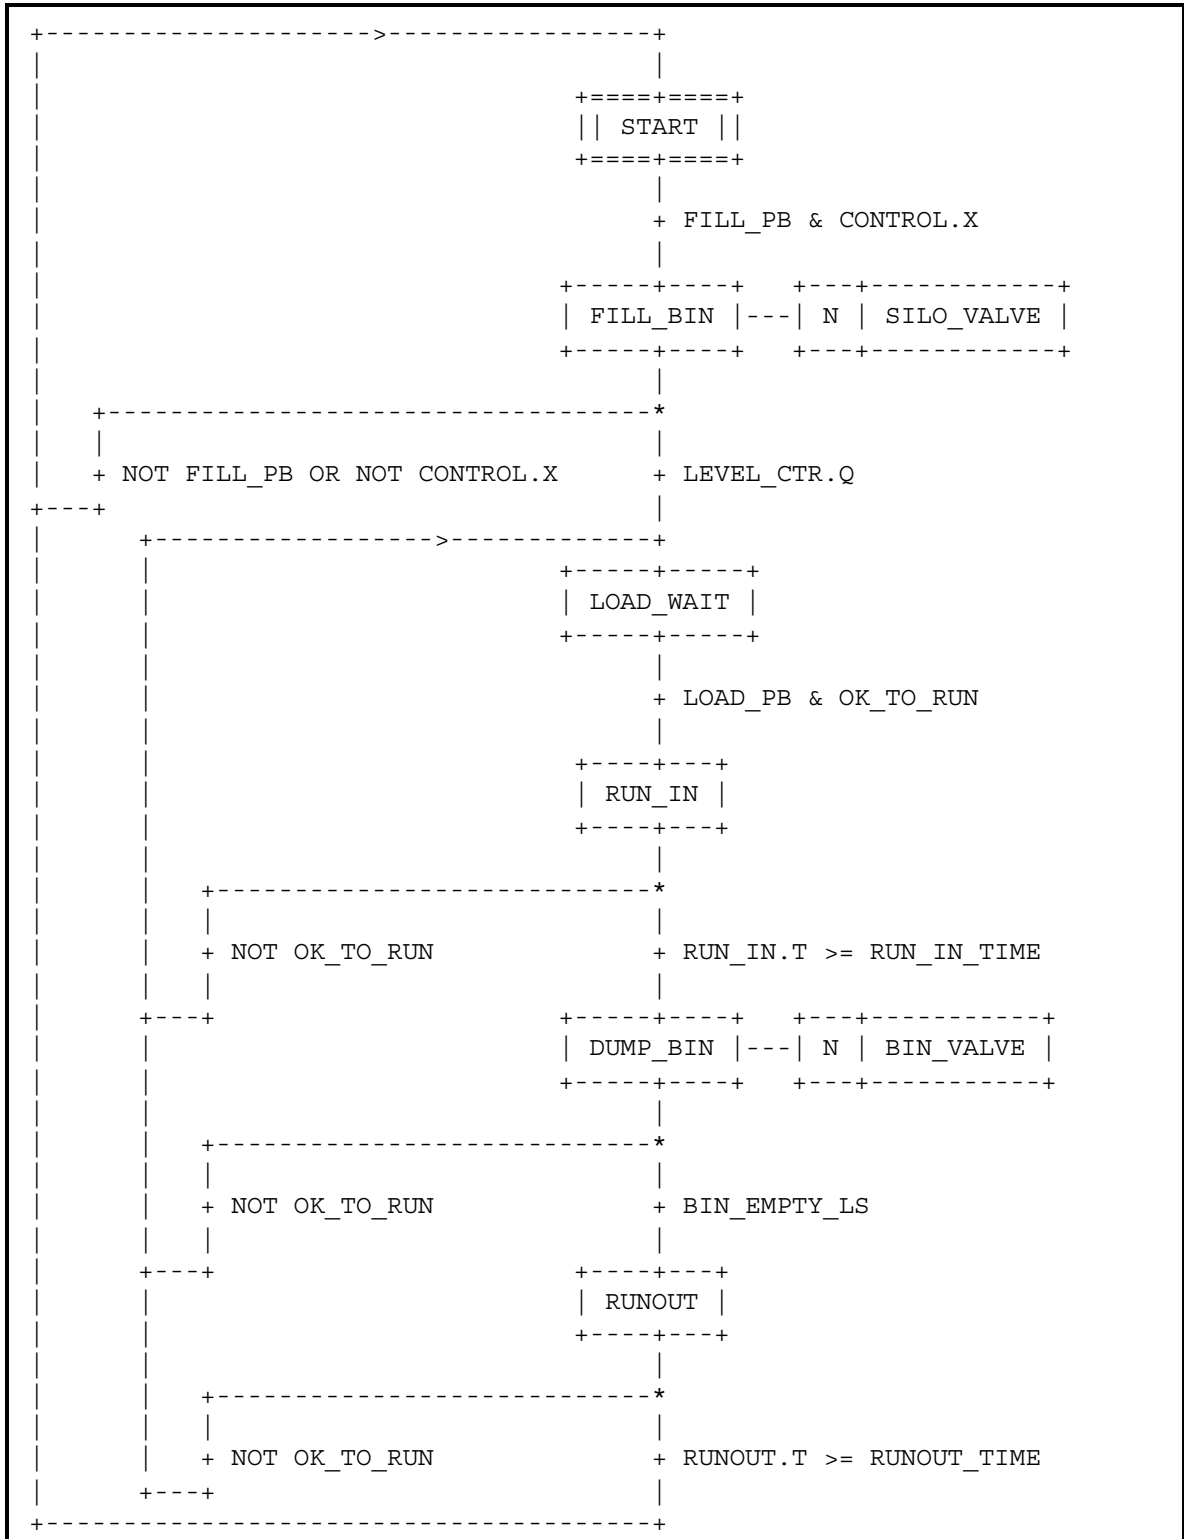 START
FILL_PB & CONTROL.X
FILL_BIN N SILO_VALVE
NOT FILL_PB OR NOT CONTROL.X LEVEL_CTR.Q
LOAD_WAIT
LOAD_PB & OK_TO_RUN
RUN_IN
NOT OK_TO_RUN RUN_IN.T >= RUN_IN_TIME
DUMP_BIN N BIN_VALVE
NOT OK_TO_RUN BIN_EMPTY_LS
RUNOUT
NOT OK_TO_RUN RUNOUT.T >= RUNOUT_TIME